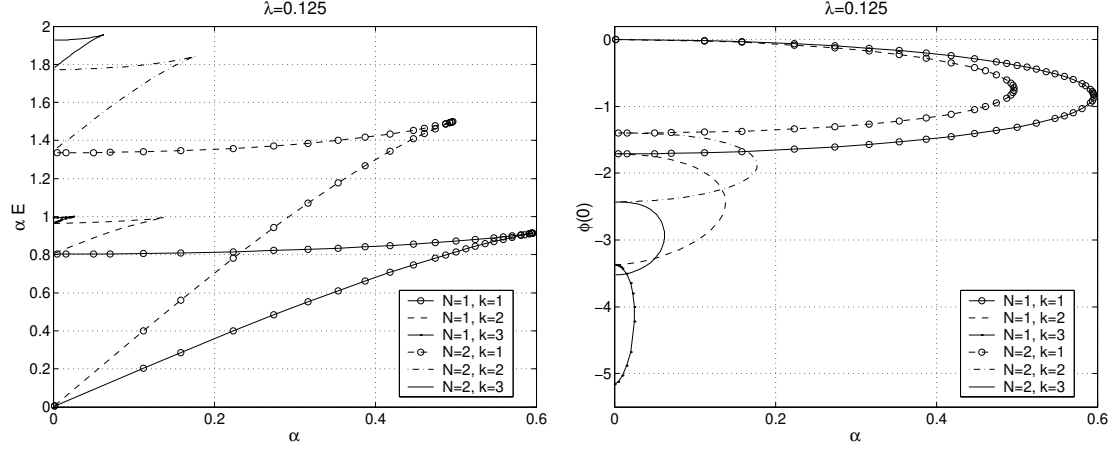 λ=0.125
2
1.8
1.6
1.4
1.2
1
0.8
0.6
0.4
0.2
0
α E
0 0.2 0.4 0.6
α
N=1, k=1
N=1, k=2
N=1, k=3
N=2, k=1
N=2, k=2
N=2, k=3
λ=0.125
0
−1
−2
−3
−4
−5
ϕ(0)
0 0.2 0.4 0.6
α
N=1, k=1
N=1, k=2
N=1, k=3
N=2, k=1
N=2, k=2
N=2, k=3